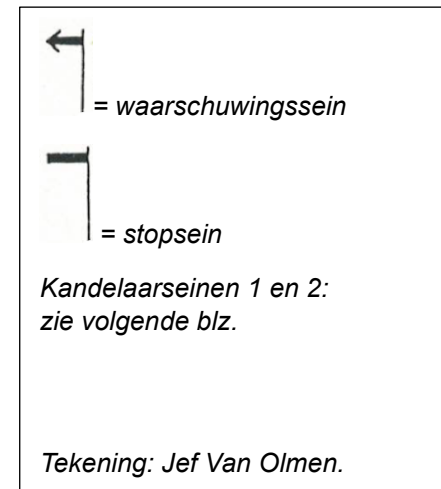 = waarschuwingssein
= stopsein
Kandelaarseinen 1 en 2:
zie volgende blz.
Tekening: Jef Van Olmen.